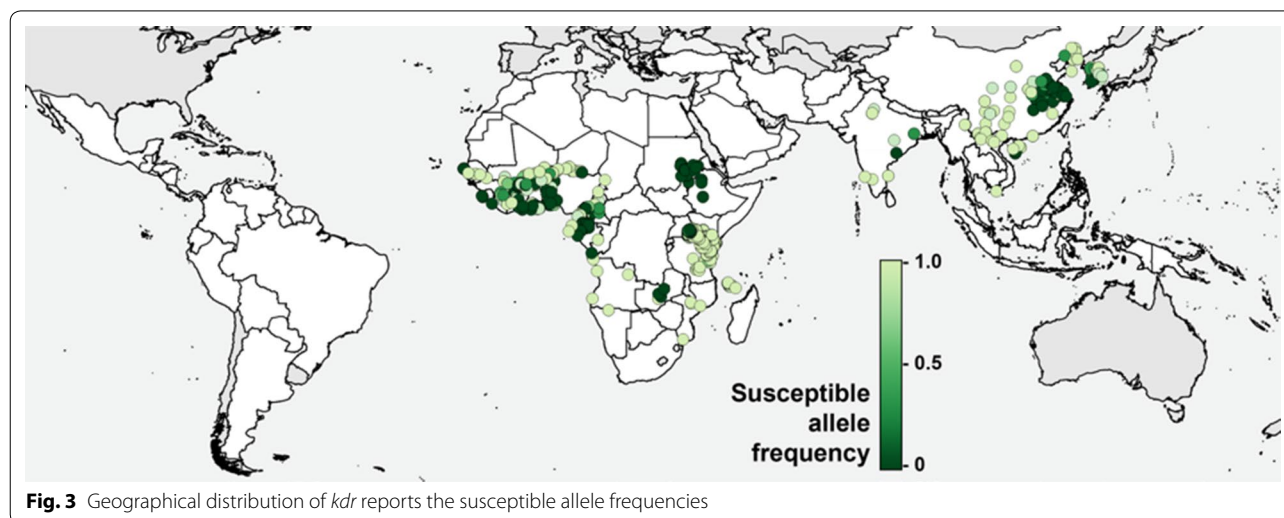 1.0
0.5
Susceptible
allele
frequency
0
Fig. 3 Geographical distribution of kdr reports the susceptible allele frequencies